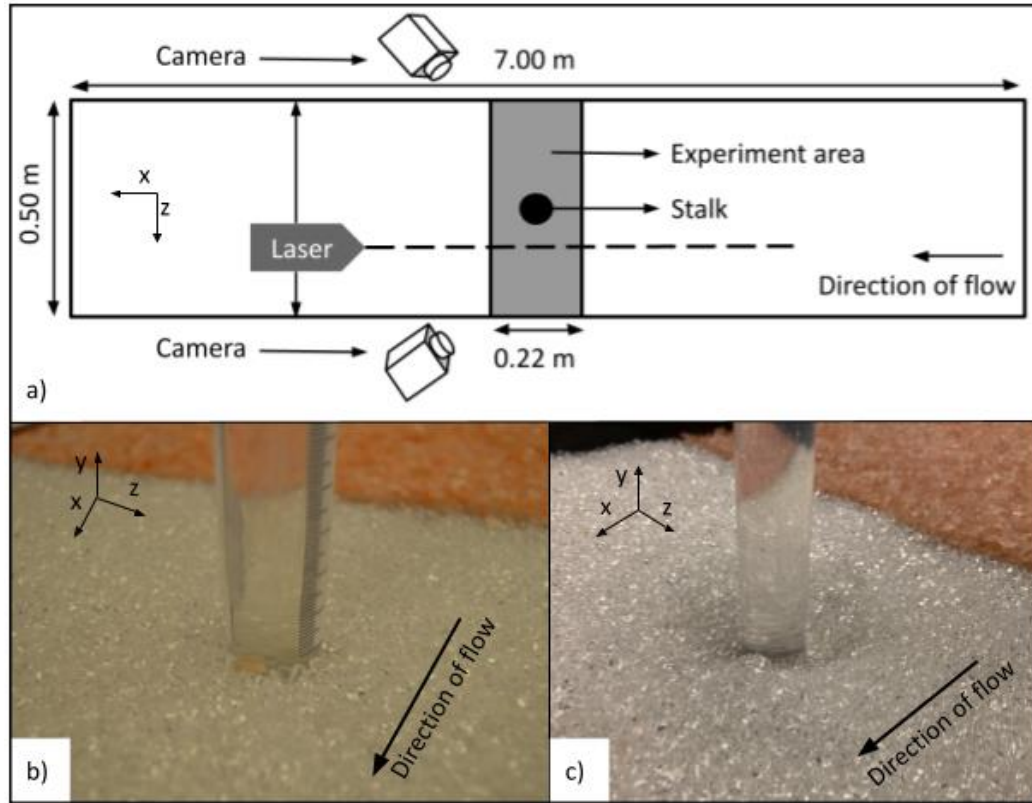 Camera
7.00 m
0.50 m
x
z
Experiment area
Stalk
Laser
Direction of flow
Camera
0.22 m
a)
y
z
x
Direction of flow
b)
y
x
z
Direction of flow
c)